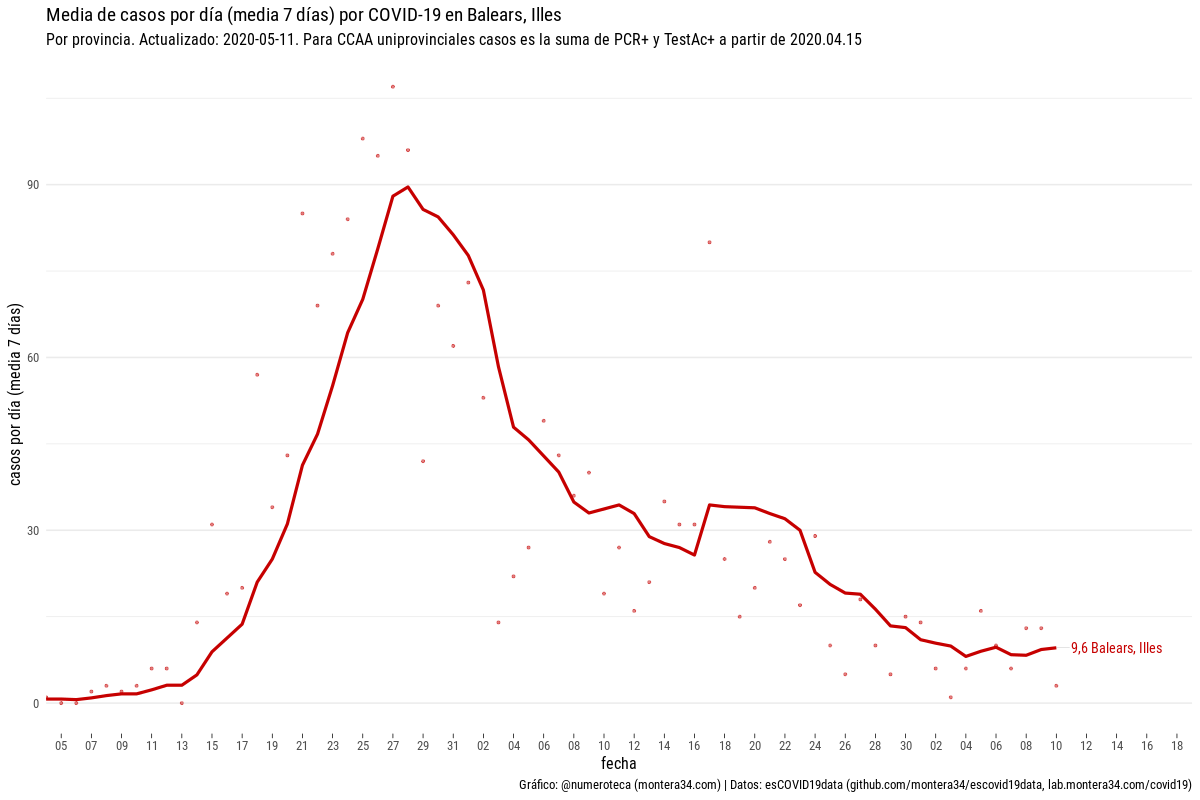 Media de casos por día (media 7 días) por COVID-19 en Balears, Illes
Por provincia. Actualizado: 2020-05-11. Para CCAA uniprovinciales casos es la suma de PCR+ y TestAc+ a partir de 2020.04.15
casos por día (media 7 días)
90
60
30
0
9,6 Balears, Illes
05 07 09 11 13 15 17 19 21 23 25 27 29 31 02 04 06 08 10 12 14 16 18 20 22 24 26 28 30 02 04 06 08 10 12 14 16 18
fecha
Gráfico: @numeroteca (montera34.com) | Datos: esCOVID19data (github.com/montera34/escovid19data, lab.montera34.com/covid19)